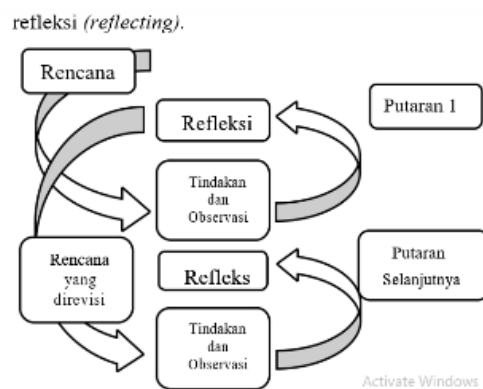 refleksi (reflecting).
Rencana
Refleksi
Putaran 1
Tindakan
dan
Observasi
Rencana
yang
direvisi
Refleks
Putaran
Selanjutnya
Tindakan
dan
Observasi
Activate Windows